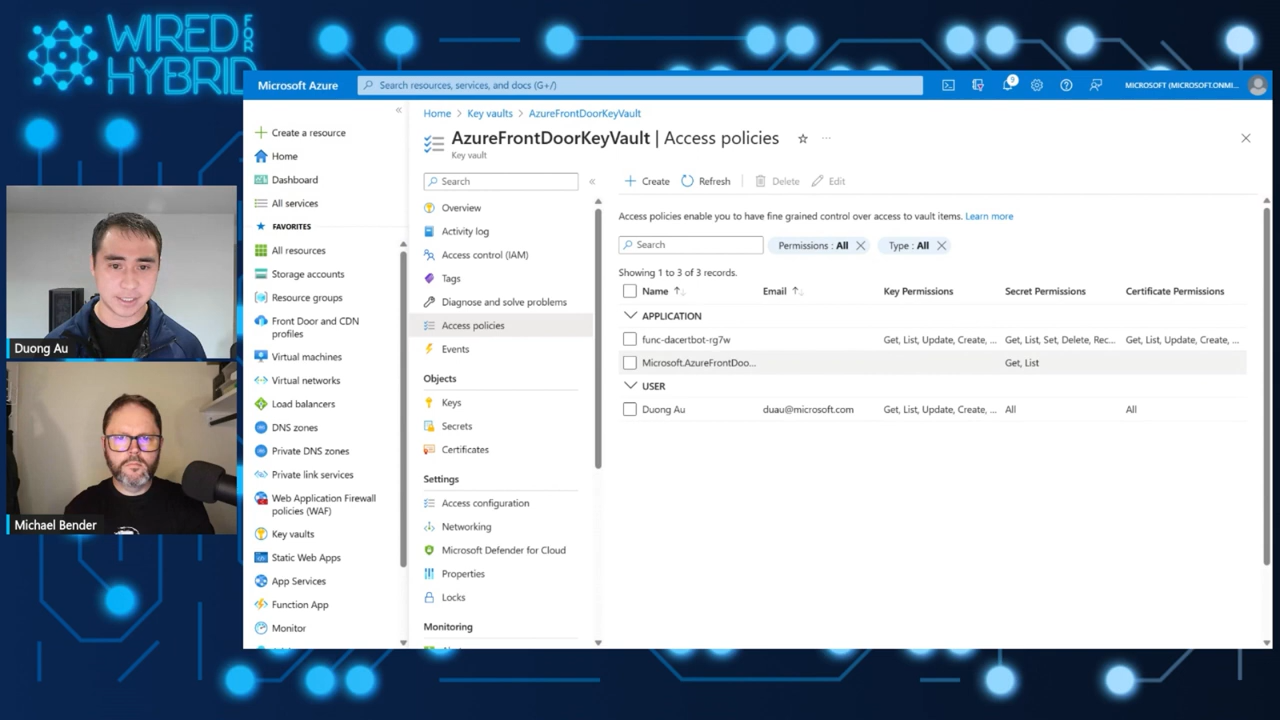 WIRED FOR
HYBRID
Microsoft Azure
Search resources, services, and docs (G+/)
9
MICROSOFT (MICROSOFT.ONMI...
Create a resource
Home
Dashboard
All services
FAVORITES
All resources
Storage accounts
Resource groups
Front Door and CDN
profiles
Virtual machines
Virtual networks
Load balancers
DNS zones
Private DNS zones
Private link services
Web Application Firewall
policies (WAF)
Key vaults
Static Web Apps
App Services
Function App
Monitor
Home > Key vaults > AzureFrontDoorKeyVault
AzureFrontDoorKeyVault | Access policies
Key vault
Search
Overview
Activity log
Access control (IAM)
Tags
Diagnose and solve problems
Access policies
Events
Objects
Keys
Secrets
Certificates
Settings
Access configuration
Networking
Microsoft Defender for Cloud
Properties
Locks
Monitoring
Create Refresh Delete Edit
Access policies enable you to have fine grained control over access to vault items. Learn more
Search Permissions : All Type : All
Showing 1 to 3 of 3 records.
Name Email Key Permissions Secret Permissions Certificate Permissions
APPLICATION
func-dacertbot-rg7w Get, List, Update, Create, ... Get, List, Set, Delete, Rec... Get, List, Update, Create, ...
Microsoft.AzureFrontDoo... Get, List
USER
Duong Au duau@microsoft.com Get, List, Update, Create, ... All All
Duong Au
Michael Bender